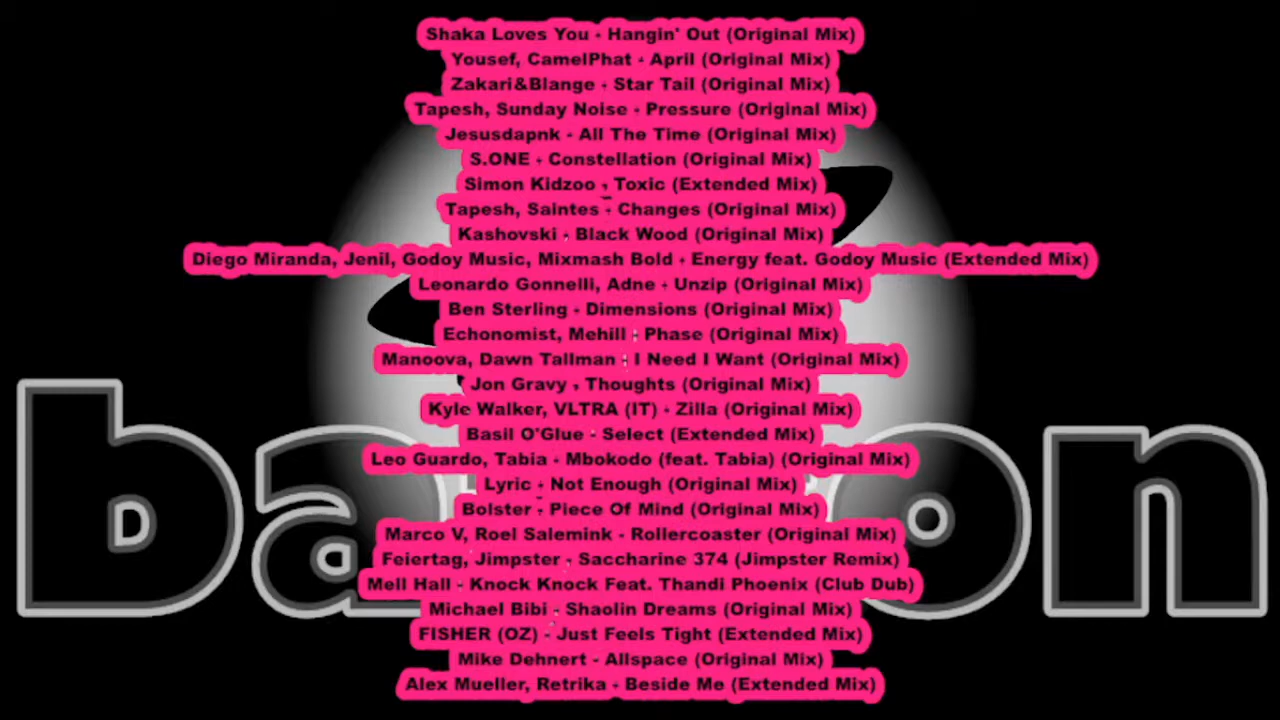 Shaka Loves You - Hangin' Out (Original Mix)
Yousef, CamelPhat - April (Original Mix)
Zakari&Blange - Star Tail (Original Mix)
Tapesh, Sunday Noise - Pressure (Original Mix)
Jesusdapnk - All The Time (Original Mix)
S.ONE - Constellation (Original Mix)
Simon Kidzoo - Toxic (Extended Mix)
Tapesh, Saintes - Changes (Original Mix)
Kashovski - Black Wood (Original Mix)
Diego Miranda, Jenil, Godoy Music, Mixmash Bold - Energy feat. Godoy Music (Extended Mix)
Leonardo Gonnelli, Adne - Unzip (Original Mix)
Ben Sterling - Dimensions (Original Mix)
Echonomist, Mehill - Phase (Original Mix)
Manoova, Dawn Tallman - I Need I Want (Original Mix)
Jon Gravy - Thoughts (Original Mix)
Kyle Walker, VLTRA (IT) - Zilla (Original Mix)
Basil O'Glue - Select (Extended Mix)
Leo Guardo, Tabia - Mbokodo (feat. Tabia) (Original Mix)
Lyric - Not Enough (Original Mix)
Bolster - Piece Of Mind (Original Mix)
Marco V, Roel Salemink - Rollercoaster (Original Mix)
Feiertag, Jimpster - Saccharine 374 (Jimpster Remix)
Mell Hall - Knock Knock Feat. Thandi Phoenix (Club Dub)
Michael Bibi - Shaolin Dreams (Original Mix)
FISHER (OZ) - Just Feels Tight (Extended Mix)
Mike Dehnert - Allspace (Original Mix)
Alex Mueller, Retrika - Beside Me (Extended Mix)